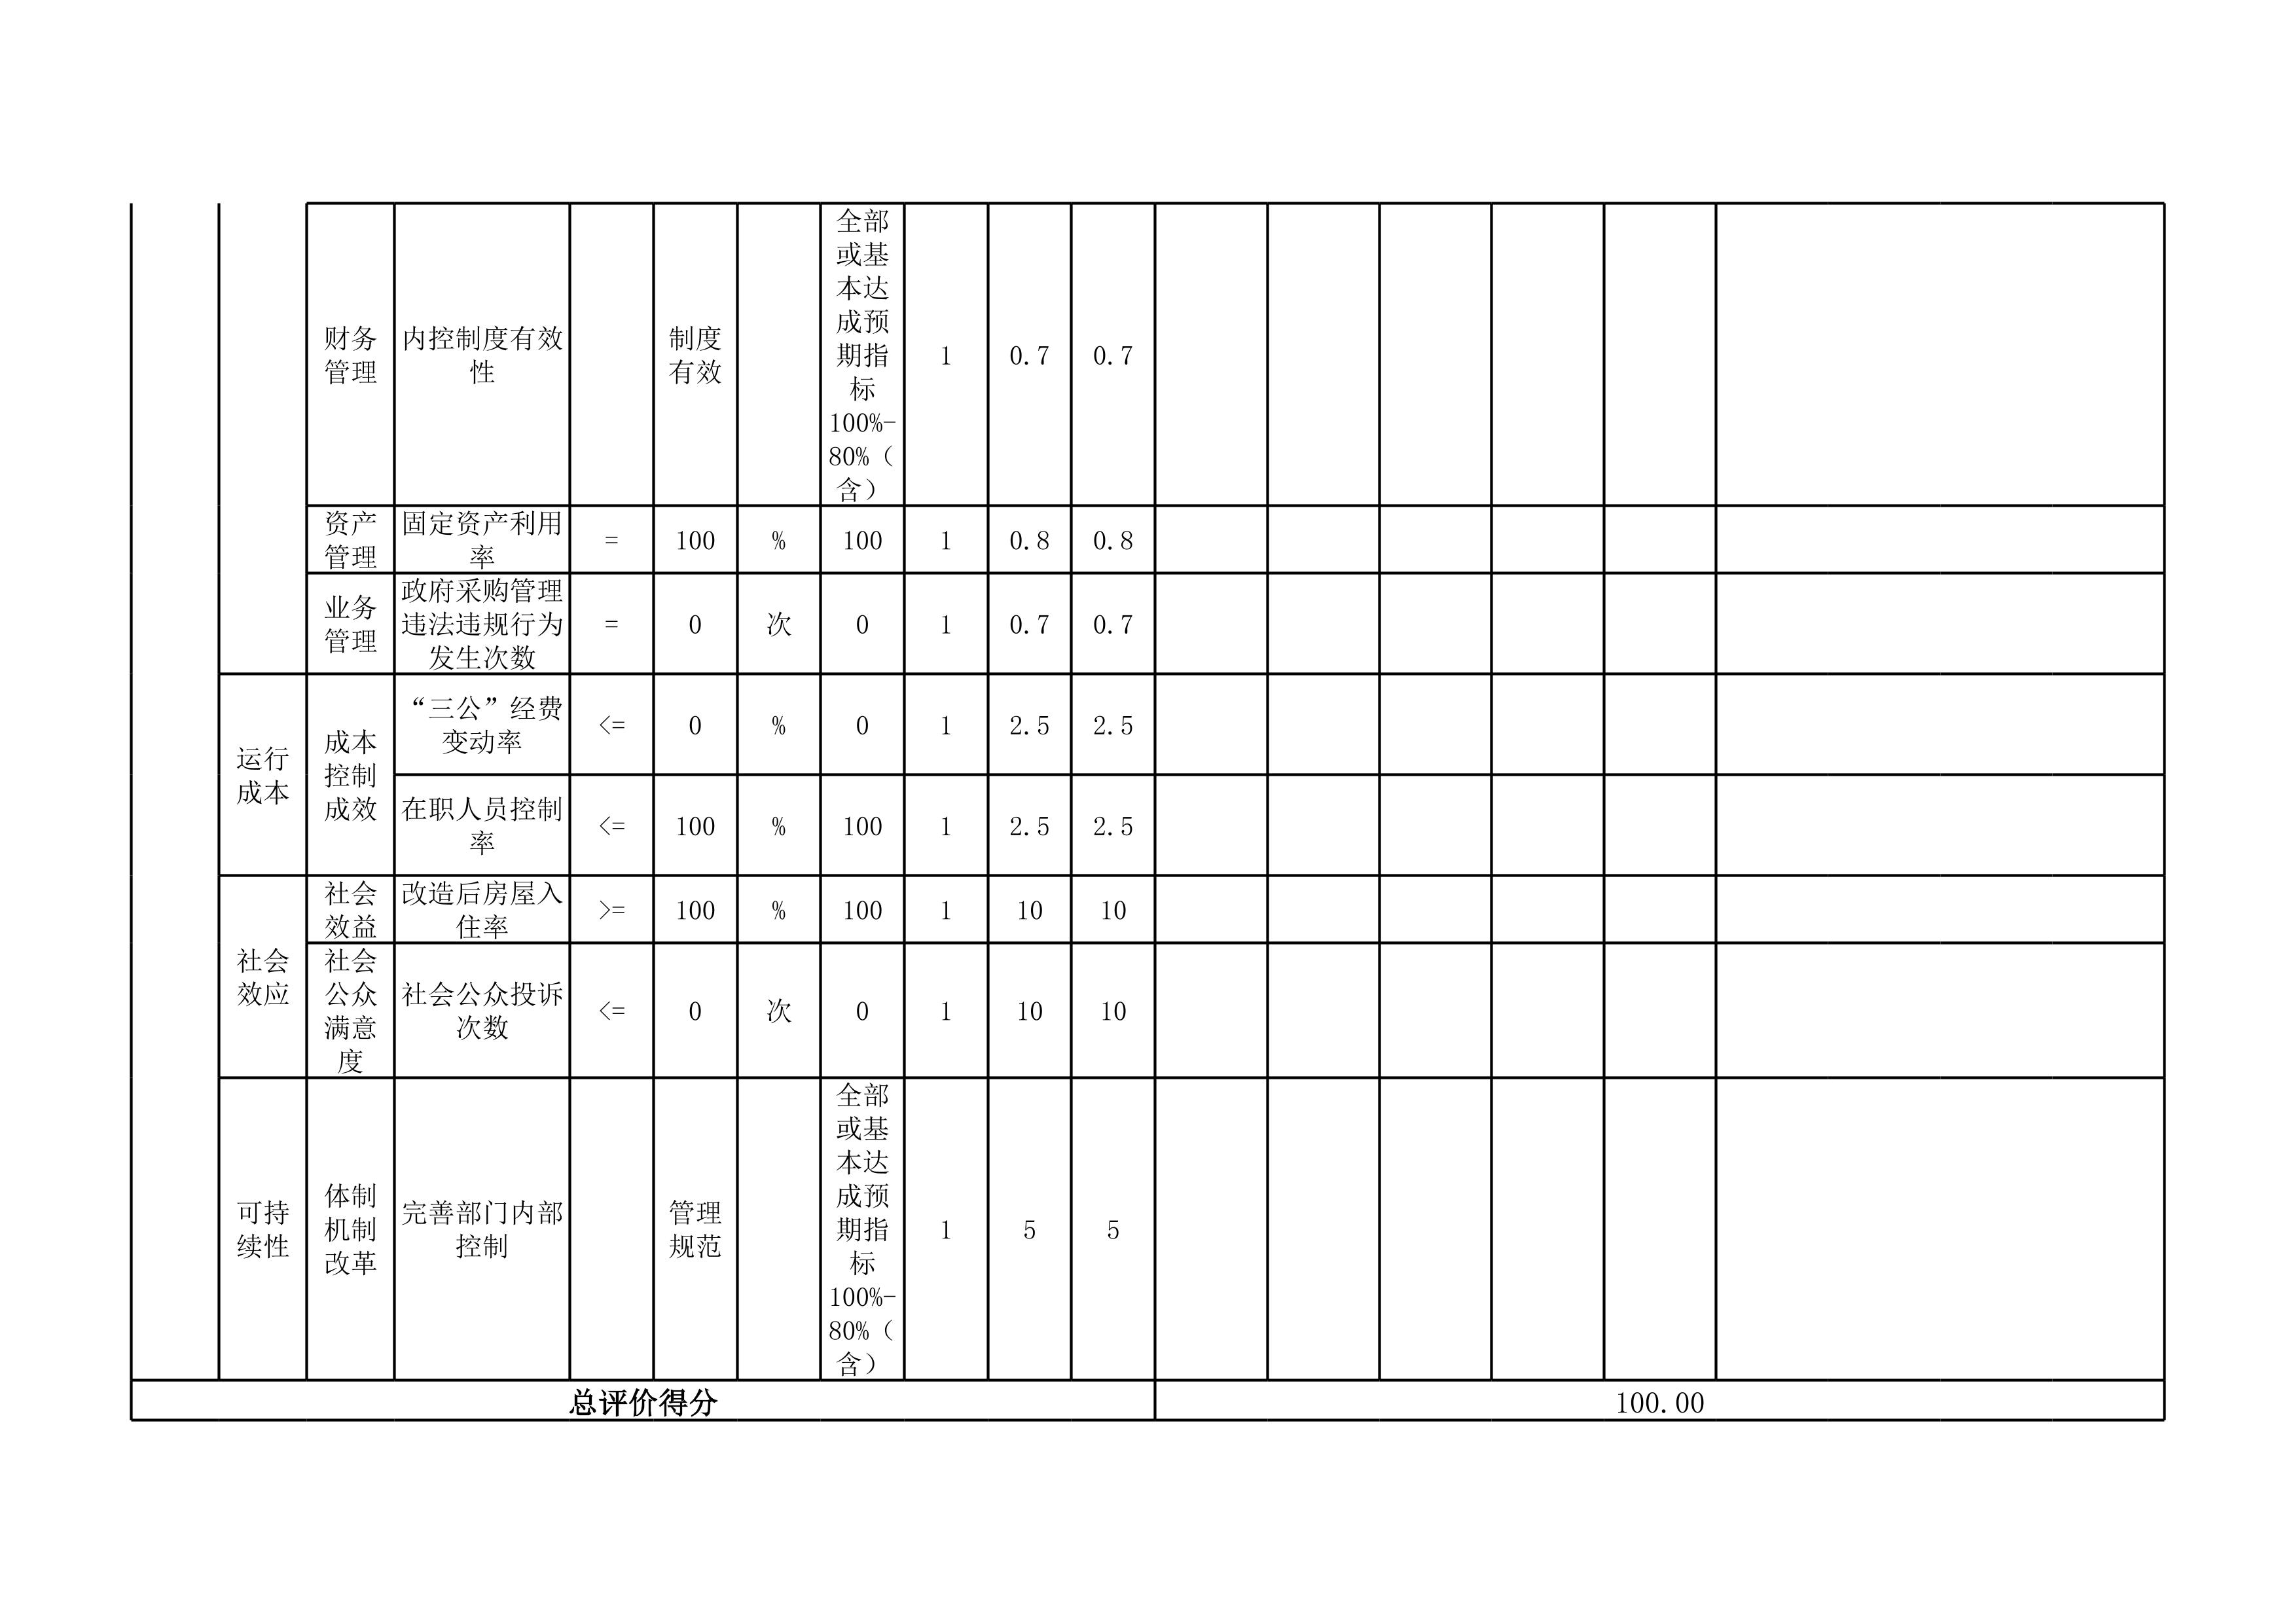 财务
管理
内控制度有效
性
制度
有效
全部
或基
本达
成预
期指
标
100%-
80%（
含）
1
0.7
0.7
资产
管理
固定资产利用
率
=
100
%
100
1
0.8
0.8
业务
管理
政府采购管理
违法违规行为
发生次数
=
0
次
0
1
0.7
0.7
运行
成本
成本
控制
成效
“三公”经费
变动率
<=
0
%
0
1
2.5
2.5
在职人员控制
率
<=
100
%
100
1
2.5
2.5
社会
效应
社会
效益
改造后房屋入
住率
>=
100
%
100
1
10
10
社会
公众
满意
度
社会公众投诉
次数
<=
0
次
0
1
10
10
可持
续性
体制
机制
改革
完善部门内部
控制
管理
规范
全部
或基
本达
成预
期指
标
100%-
80%（
含）
1
5
5
总评价得分
100.00